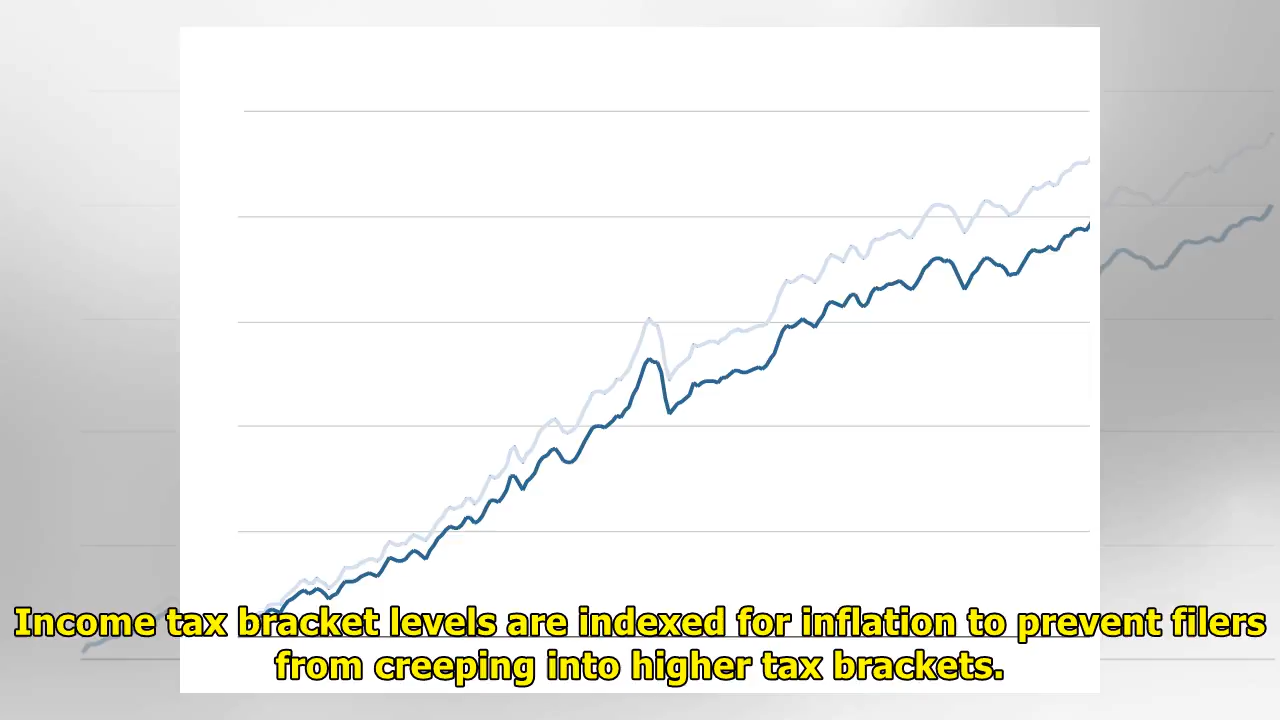 Income tax bracket levels are indexed for inflation to prevent filers
from creeping into higher tax brackets.